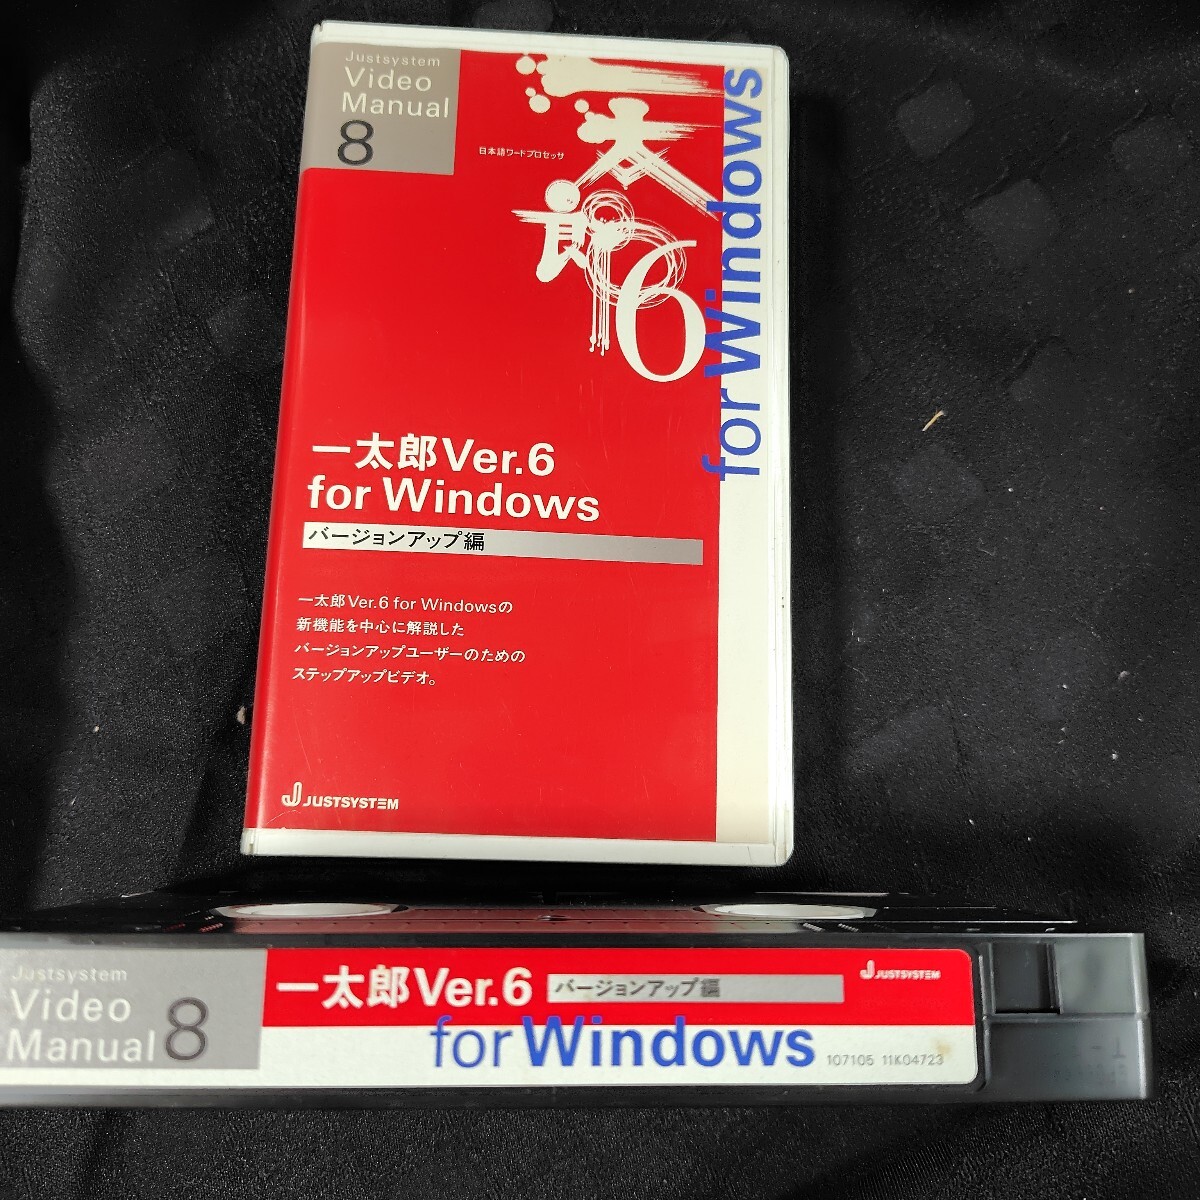 Justsystem
Video
Manual
8
日本語ワードプロセッサ
一太郎6
for Windows
一太郎Ver.6
for Windows
バージョンアップ編
一太郎Ver.6 for Windowsの
新機能を中心に解説した
バージョンアップユーザーのための
ステップアップビデオ。
JUSTSYSTEM
Justsystem
Video
Manual 8
一太郎Ver.6 バージョンアップ編
JUSTSYSTEM
for Windows
107105 11K04723